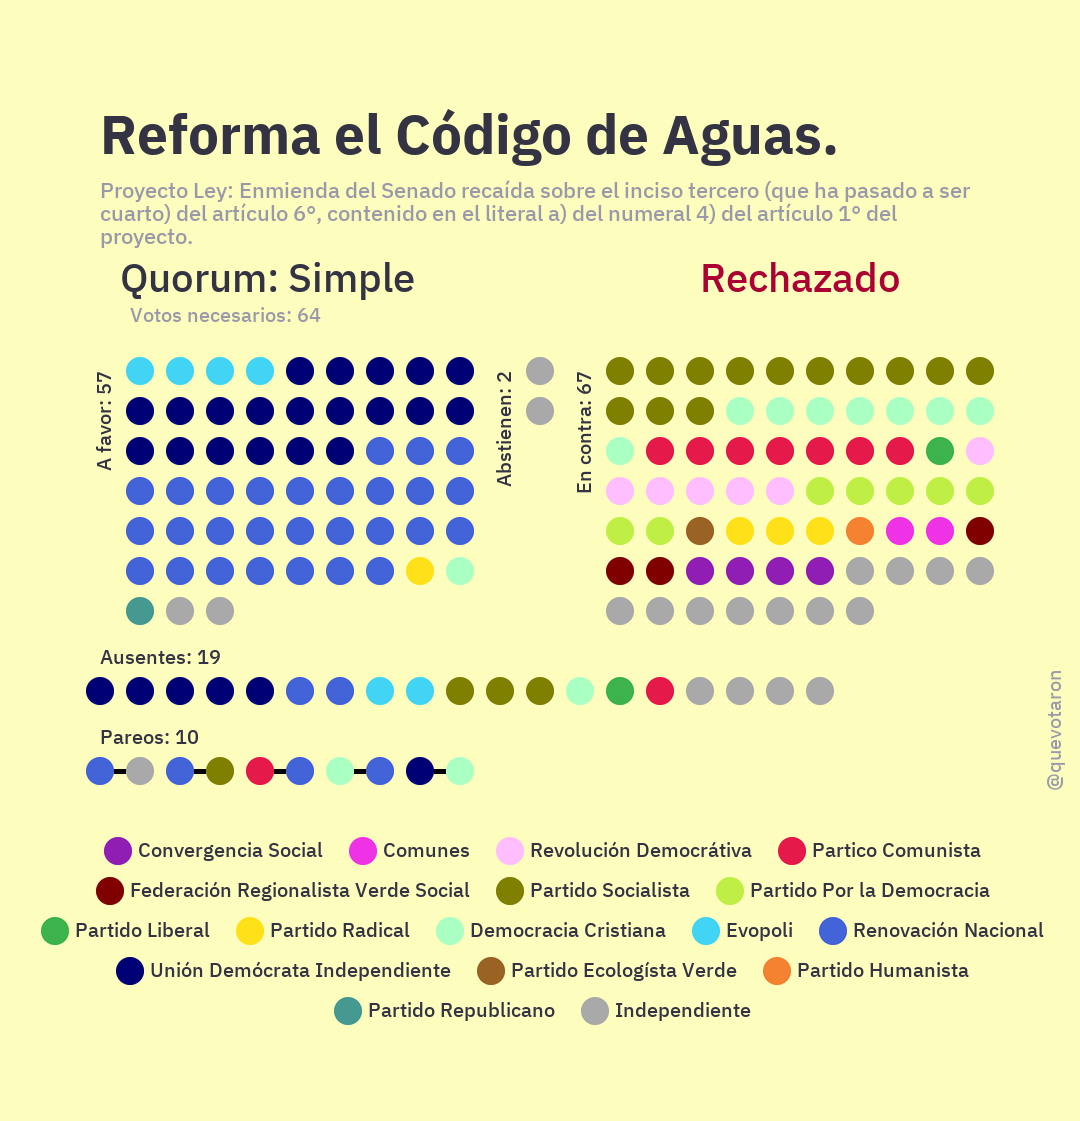 Reforma el Código de Aguas.
Proyecto Ley: Enmienda del Senado recaída sobre el inciso tercero (que ha pasado a ser
cuarto) del artículo 6°, contenido en el literal a) del numeral 4) del artículo 1° del
proyecto.
Quorum: Simple
Rechazado
Votos necesarios: 64
A favor: 57
Abstienen: 2
En contra: 67
Ausentes: 19
Pareos: 10
@quevotaron
Convergencia Social
Comunes
Revolución Democrátiva
Partico Comunista
Federación Regionalista Verde Social
Partido Socialista
Partido Por la Democracia
Partido Liberal
Partido Radical
Democracia Cristiana
Evopoli
Renovación Nacional
Unión Demócrata Independiente
Partido Ecologísta Verde
Partido Humanista
Partido Republicano
Independiente